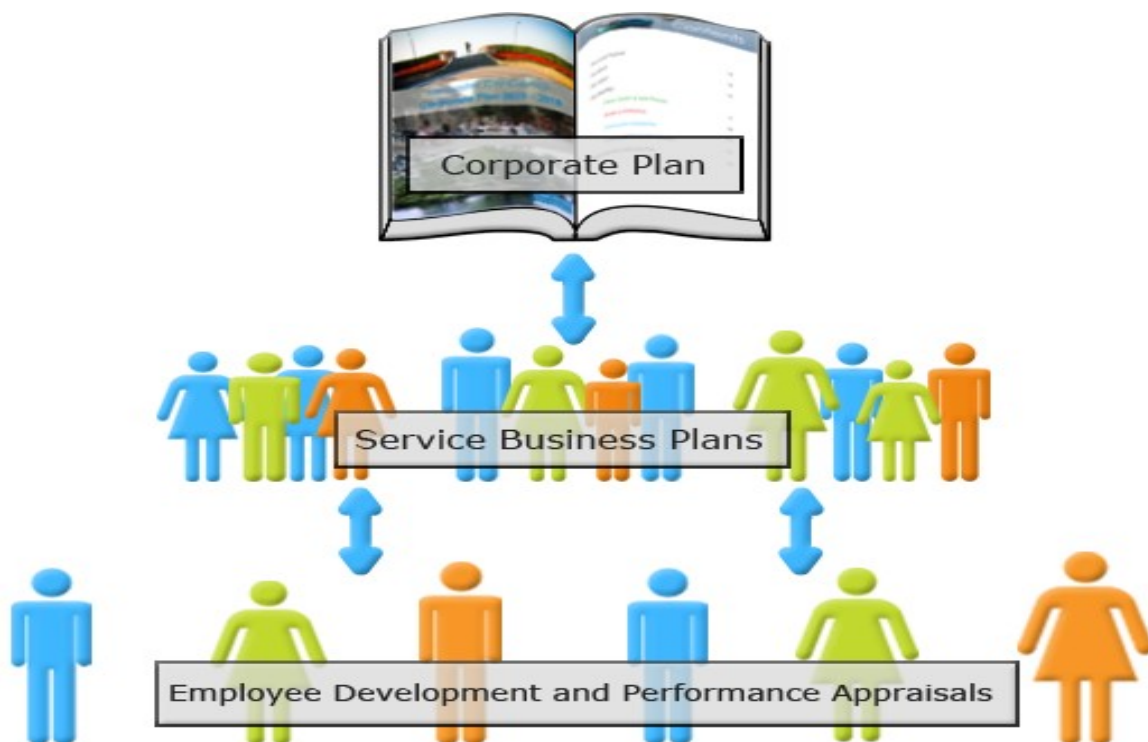 Corporate Plan
Service Business Plans
Employee Development and Performance Appraisals